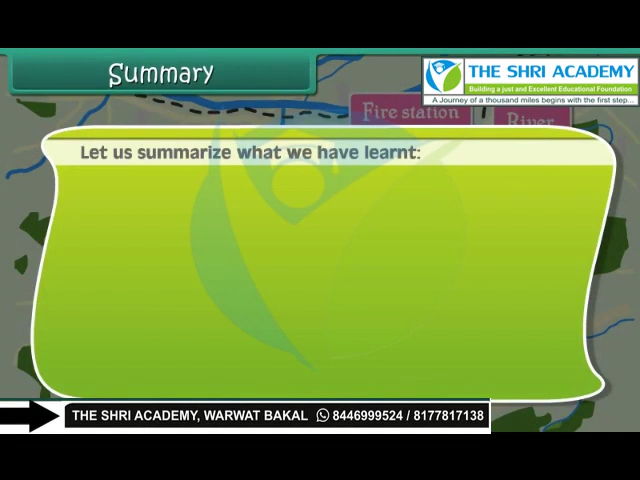 Summary
THE SHRI ACADEMY
Building a just and Excellent Educational Foundation
A Journey of a thousand miles begins with the first step...
Fire station
River
Let us summarize what we have learnt:
THE SHRI ACADEMY, WARWAT BAKAL 8446999524 / 8177817138